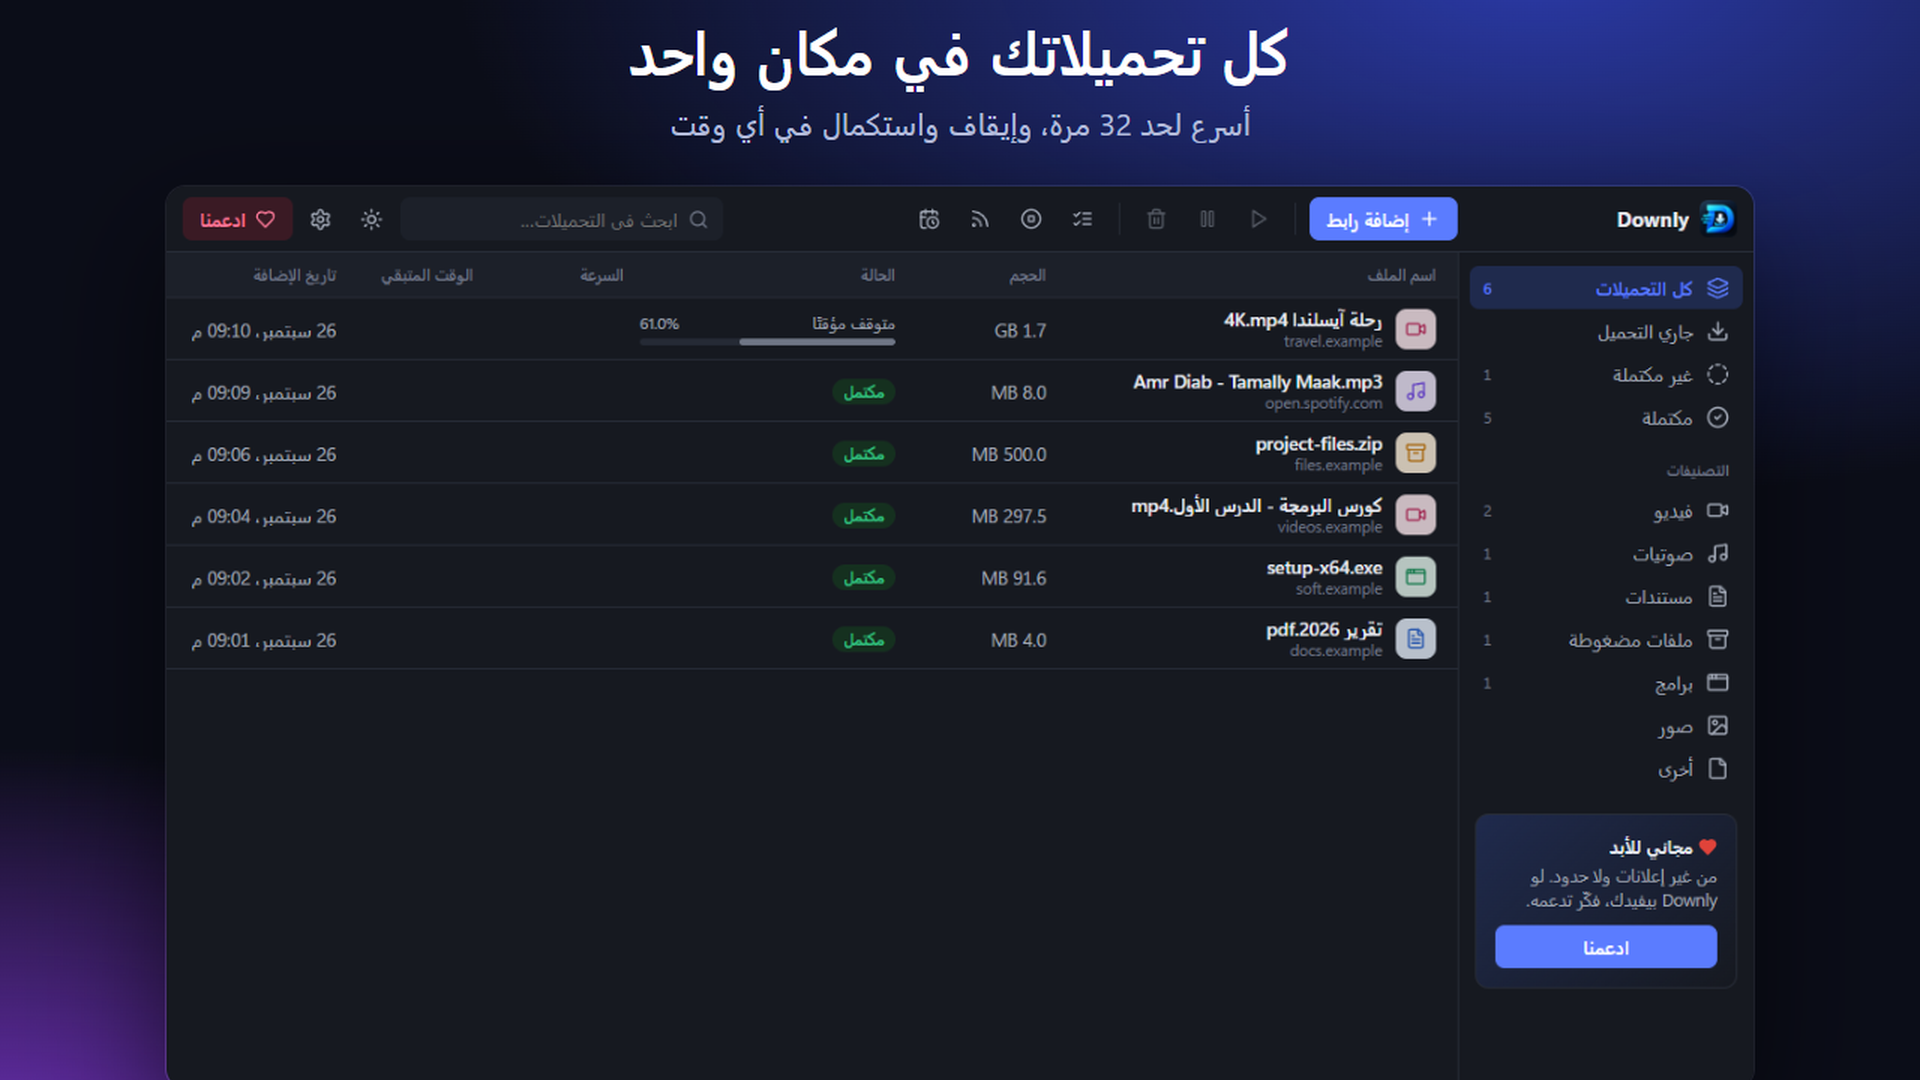 كل تحميلاتك في مكان واحد
أسرع لحد 32 مرة، وإيقاف واستكمال في أي وقت
Downly
إضافة رابط
ابحث في التحميلات...
ادعمنا
كل التحميلات 6
جاري التحميل
غير مكتملة 1
مكتملة 5
التصنيفات
فيديو 2
صوتيات 1
مستندات 1
ملفات مضغوطة 1
برامج 1
صور
أخرى
❤️ مجاني للأبد
من غير إعلانات ولا حدود. لو
Downly بيفيدك، فكّر تدعمه.
ادعمنا
اسم الملف الحجم الحالة السرعة الوقت المتبقي تاريخ الإضافة
رحلة آيسلندا 4K.mp4
travel.example
1.7 GB
متوقف مؤقتًا 61.0%
26 سبتمبر، 09:10 م
Amr Diab - Tamally Maak.mp3
open.spotify.com
8.0 MB
مكتمل
26 سبتمبر، 09:09 م
project-files.zip
files.example
500.0 MB
مكتمل
26 سبتمبر، 09:06 م
كورس البرمجة - الدرس الأول.mp4
videos.example
297.5 MB
مكتمل
26 سبتمبر، 09:04 م
setup-x64.exe
soft.example
91.6 MB
مكتمل
26 سبتمبر، 09:02 م
تقرير 2026.pdf
docs.example
4.0 MB
مكتمل
26 سبتمبر، 09:01 م